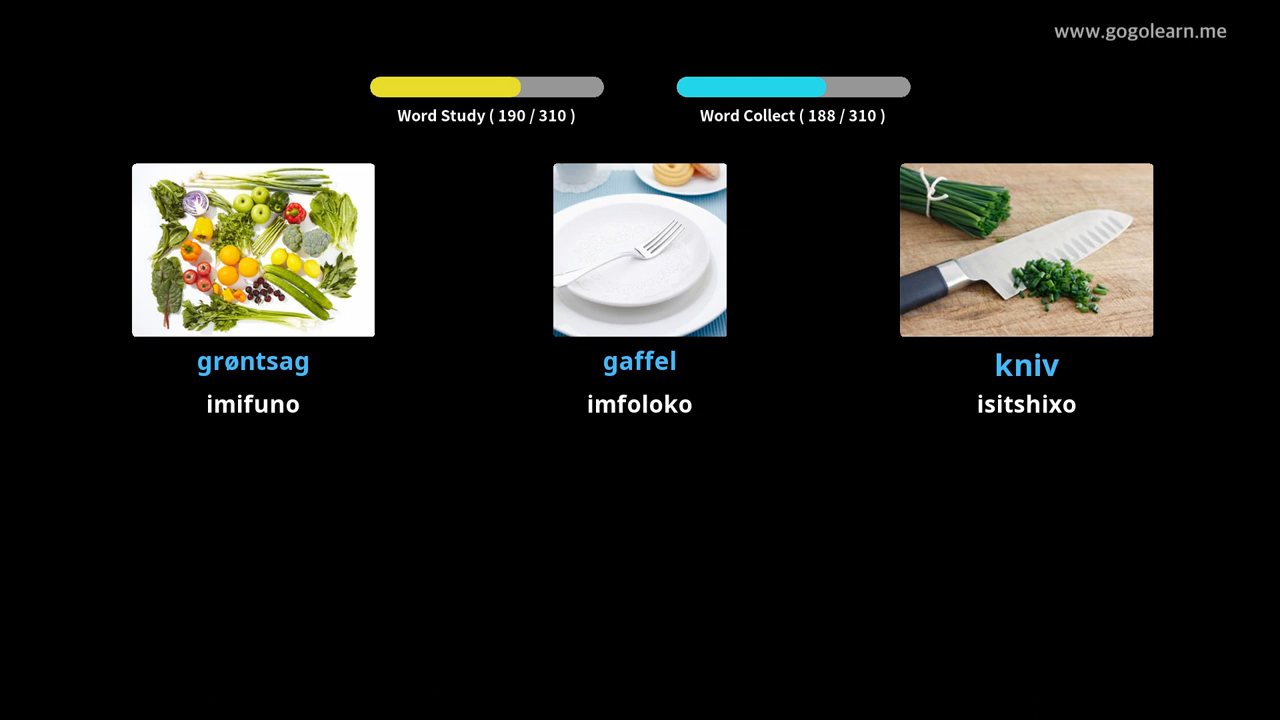 www.gogolearn.me
Word Study ( 190 / 310 )
Word Collect ( 188 / 310 )
grøntsag
gaffel
kniv
imifuno
imfoloko
isitshixo